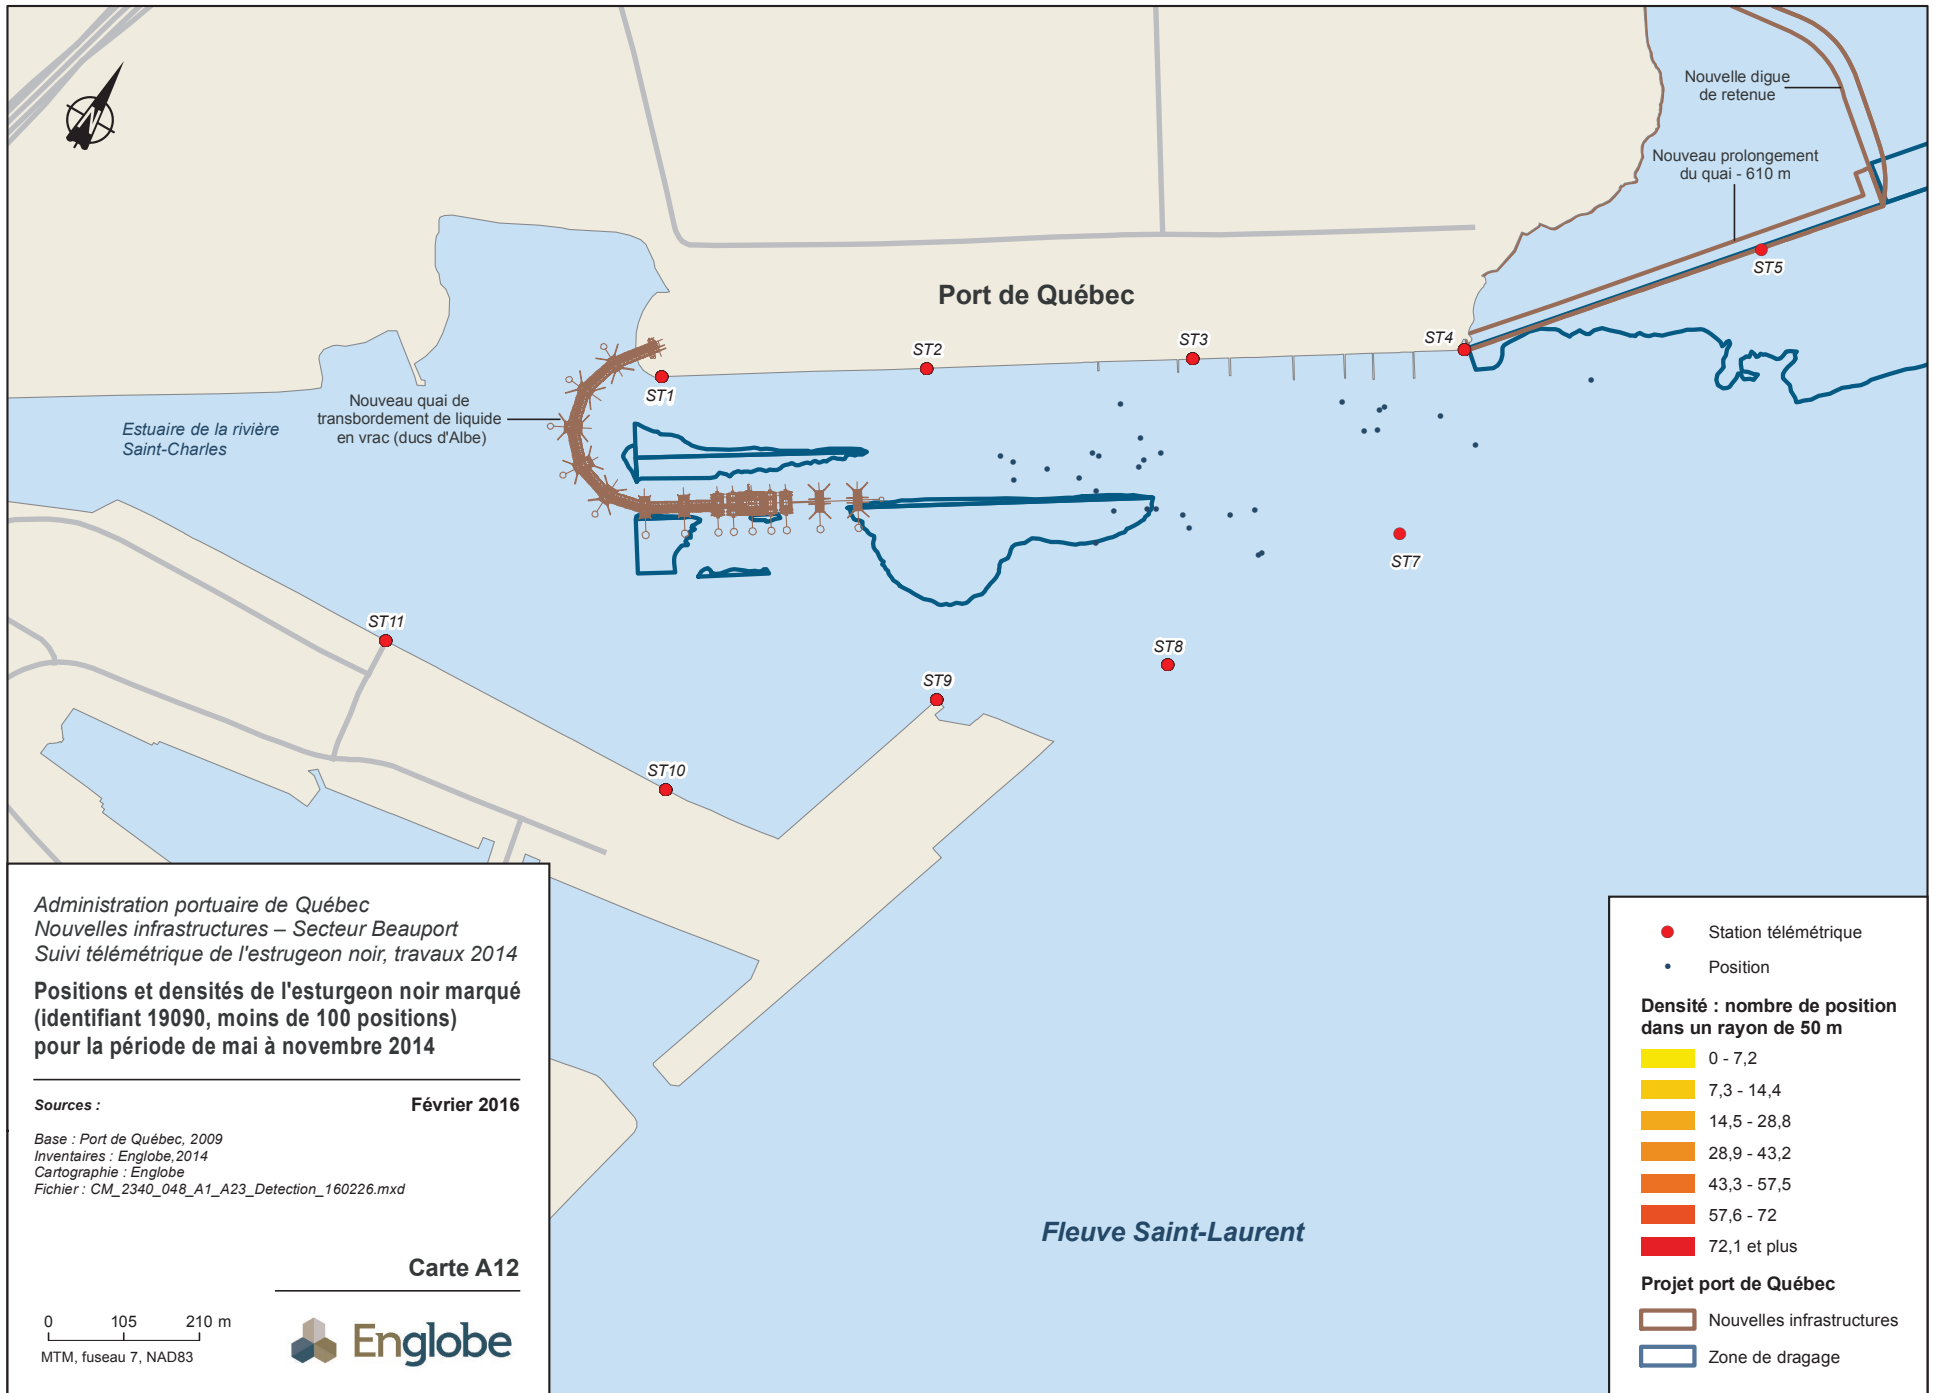 Nouvelle digue
de retenue
Nouveau prolongement
du quai - 610 m
ST5
Port de Québec
ST4
ST3
ST2
ST1
Nouveau quai de
transbordement de liquide
en vrac (ducs d'Albe)
Estuaire de la rivière
Saint-Charles
ST7
ST11
ST8
ST9
ST10
N
Fleuve Saint-Laurent
Administration portuaire de Québec
Nouvelles infrastructures – Secteur Beauport
Suivi télémétrique de l'estrugeon noir, travaux 2014
Positions et densités de l'esturgeon noir marqué
(identifiant 19090, moins de 100 positions)
pour la période de mai à novembre 2014
Sources : Février 2016
Base : Port de Québec, 2009
Inventaires : Englobe,2014
Cartographie : Englobe
Fichier : CM_2340_048_A1_A23_Detection_160226.mxd
Carte A12
0 105 210 m
MTM, fuseau 7, NAD83
Englobe
Station télémétrique
Position
Densité : nombre de position
dans un rayon de 50 m
0 - 7,2
7,3 - 14,4
14,5 - 28,8
28,9 - 43,2
43,3 - 57,5
57,6 - 72
72,1 et plus
Projet port de Québec
Nouvelles infrastructures
Zone de dragage